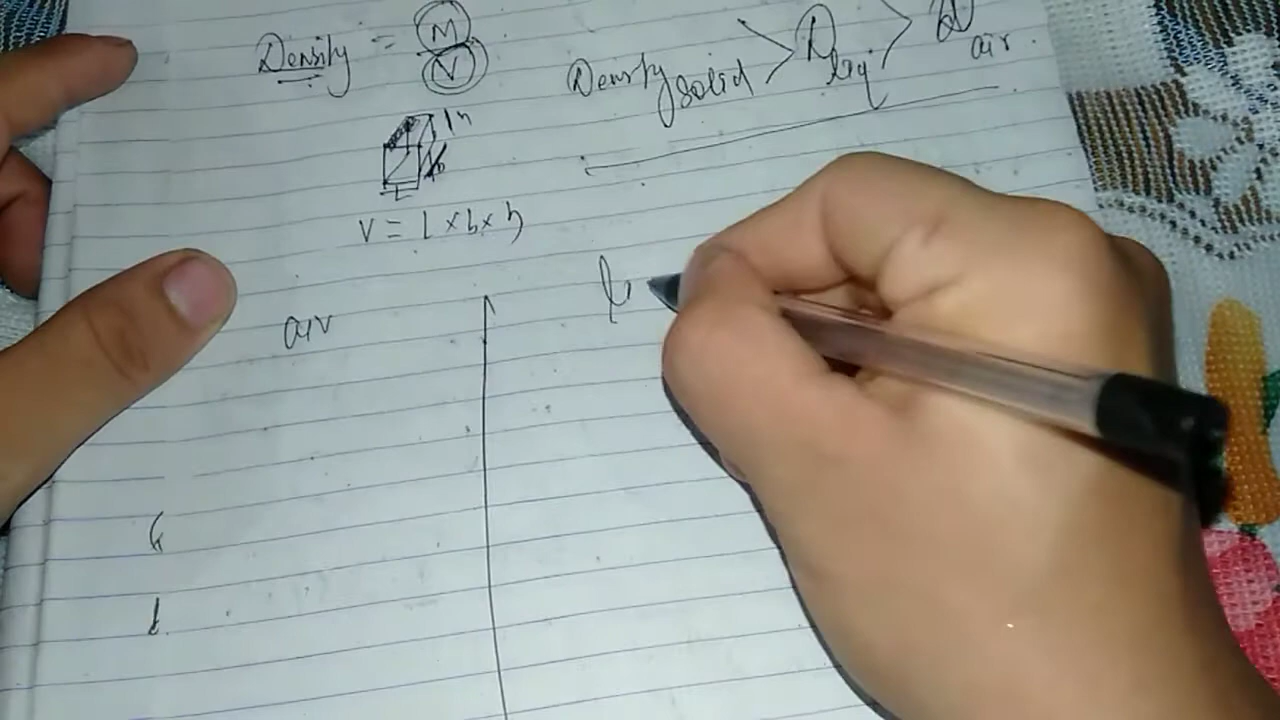 Density = M
V
Density solid > D liq > D air
V = l × b × h
air